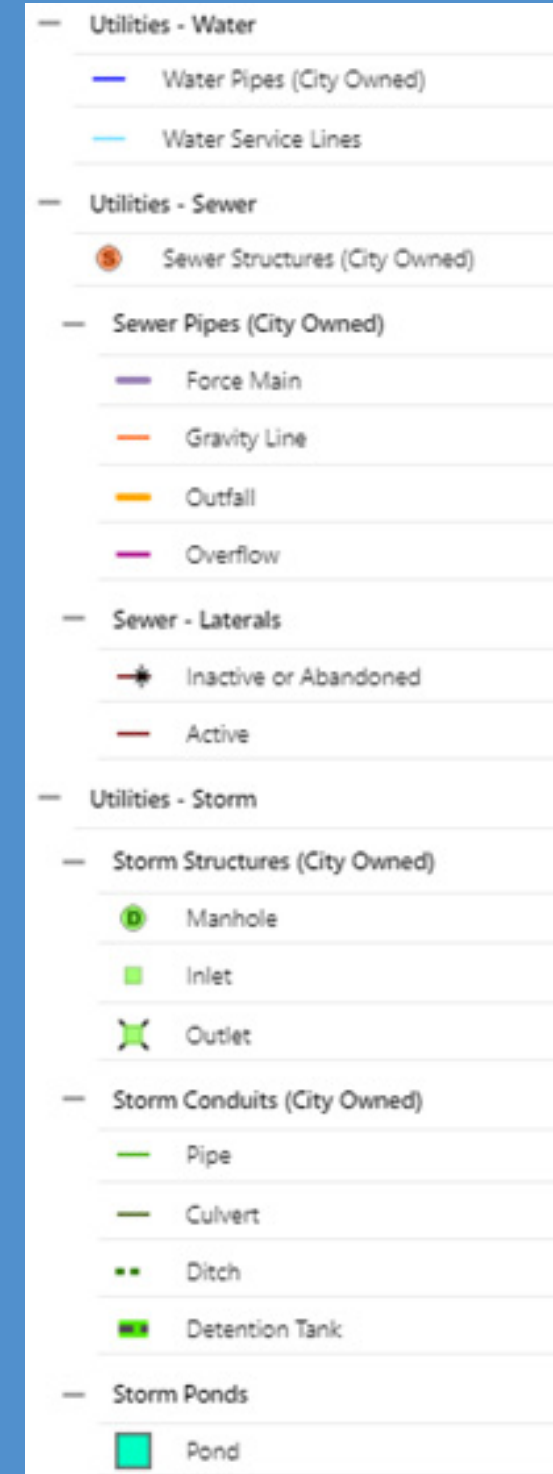 Utilities - Water
Water Pipes (City Owned)
Water Service Lines
Utilities - Sewer
S Sewer Structures (City Owned)
Sewer Pipes (City Owned)
Force Main
Gravity Line
Outfall
Overflow
Sewer - Laterals
Inactive or Abandoned
Active
Utilities - Storm
Storm Structures (City Owned)
D Manhole
Inlet
Outlet
Storm Conduits (City Owned)
Pipe
Culvert
Ditch
Detention Tank
Storm Ponds
Pond